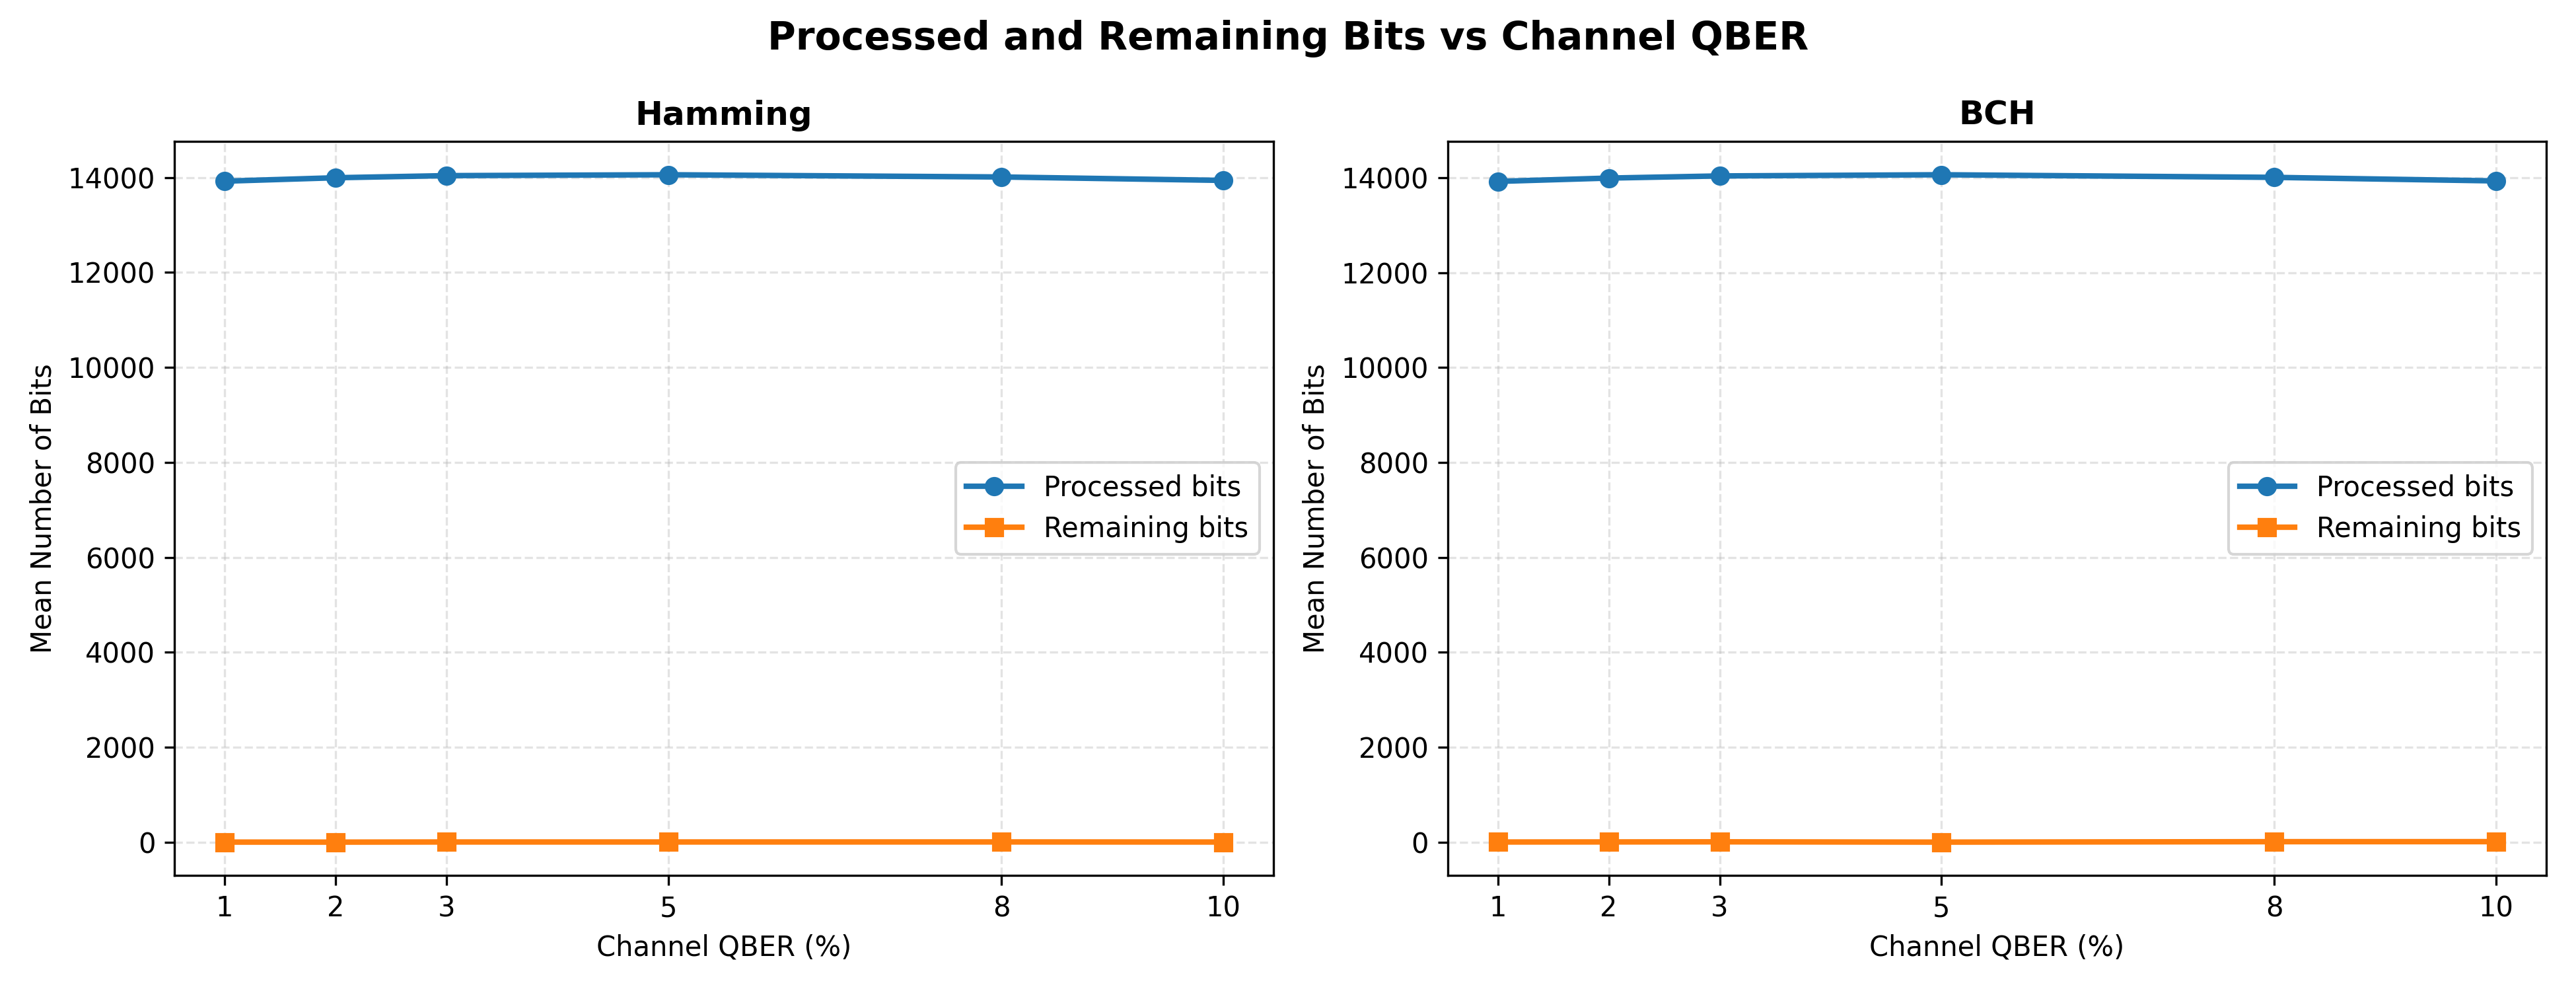 Processed and Remaining Bits vs Channel QBER
Hamming
14000
12000
10000
8000
6000
4000
2000
0
Mean Number of Bits
Processed bits
Remaining bits
1 2 3 5 8 10
Channel QBER (%)
BCH
14000
12000
10000
8000
6000
4000
2000
0
Mean Number of Bits
Processed bits
Remaining bits
1 2 3 5 8 10
Channel QBER (%)